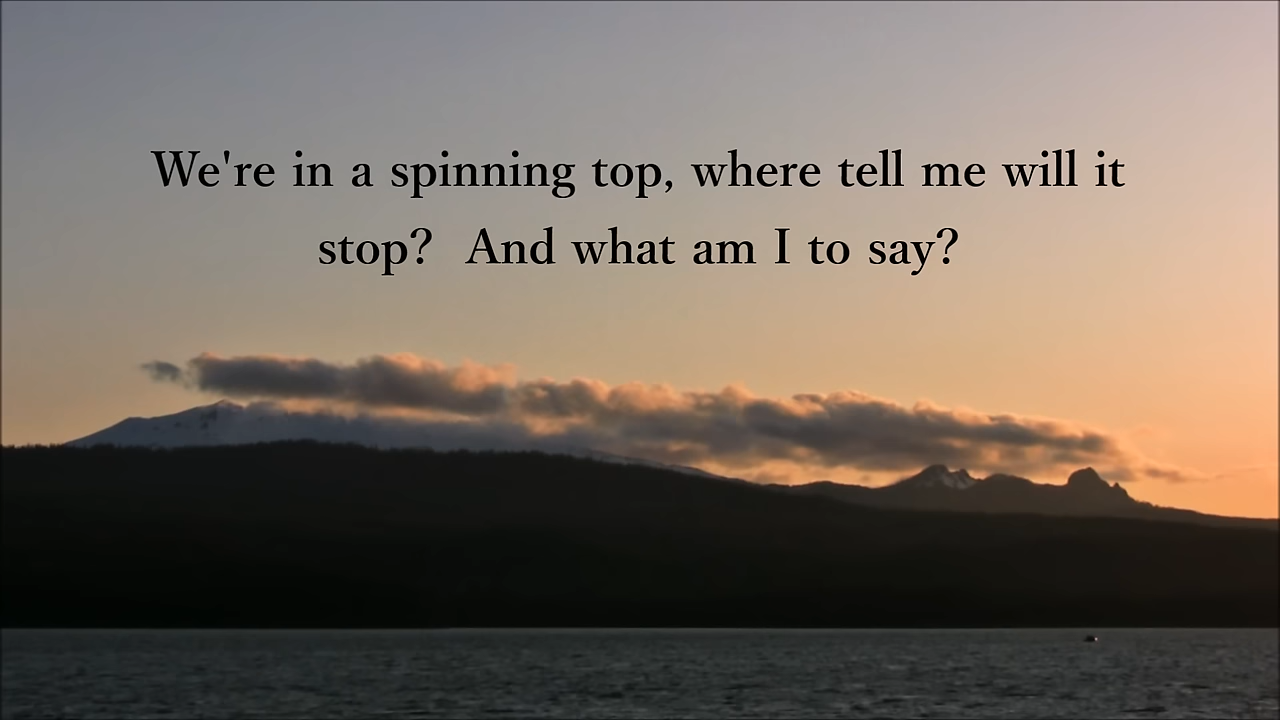 We're in a spinning top, where tell me will it
stop?  And what am I to say?